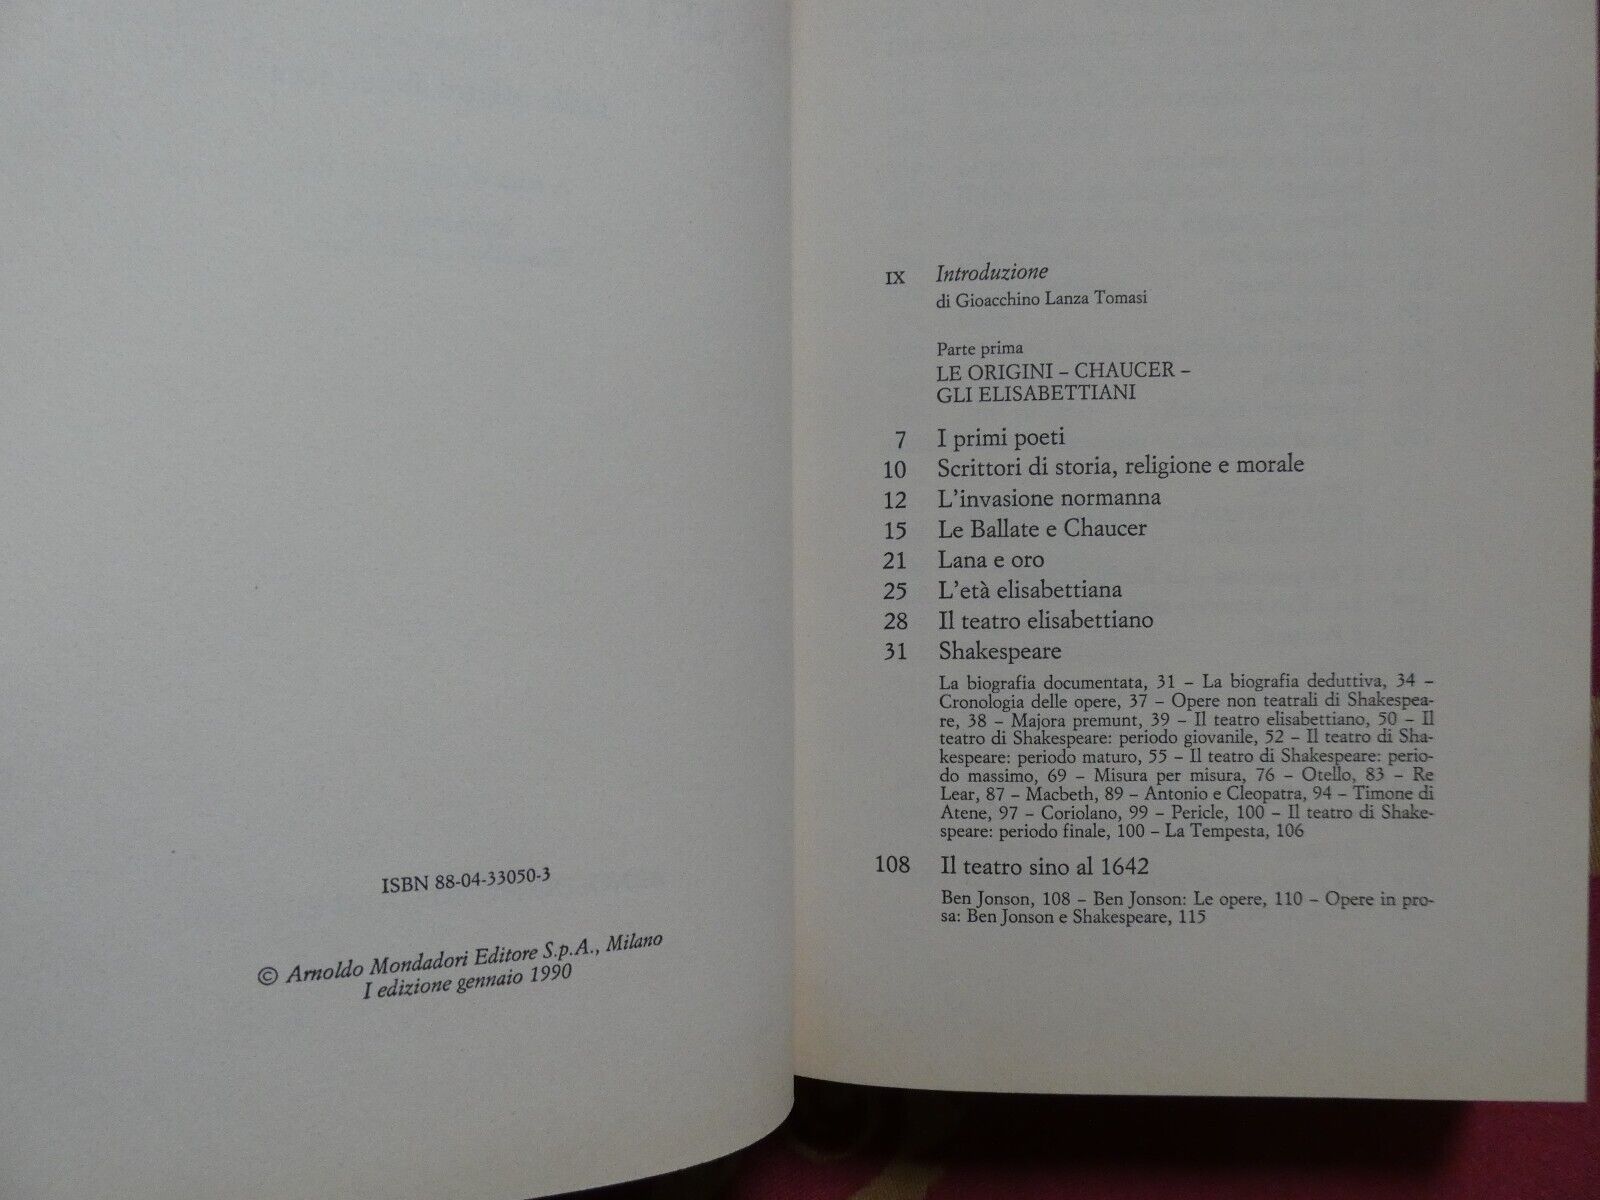 ISBN 88-04-33050-3
© Arnoldo Mondadori Editore S.p.A., Milano
I edizione gennaio 1990
IX Introduzione
di Gioacchino Lanza Tomasi
Parte prima
LE ORIGINI – CHAUCER –
GLI ELISABETTIANI
7 I primi poeti
10 Scrittori di storia, religione e morale
12 L'invasione normanna
15 Le Ballate e Chaucer
21 Lana e oro
25 L'età elisabettiana
28 Il teatro elisabettiano
31 Shakespeare
La biografia documentata, 31 – La biografia deduttiva, 34 –
Cronologia delle opere, 37 – Opere non teatrali di Shakespea-
re, 38 – Majora premunt, 39 – Il teatro elisabettiano, 50 – Il
teatro di Shakespeare: periodo giovanile, 52 – Il teatro di Sha-
kespeare: periodo maturo, 55 – Il teatro di Shakespeare: perio-
do massimo, 69 – Misura per misura, 76 – Otello, 83 – Re
Lear, 87 – Macbeth, 89 – Antonio e Cleopatra, 94 – Timone di
Atene, 97 – Coriolano, 99 – Pericle, 100 – Il teatro di Shake-
speare: periodo finale, 100 – La Tempesta, 106
108 Il teatro sino al 1642
Ben Jonson, 108 – Ben Jonson: Le opere, 110 – Opere in pro-
sa: Ben Jonson e Shakespeare, 115